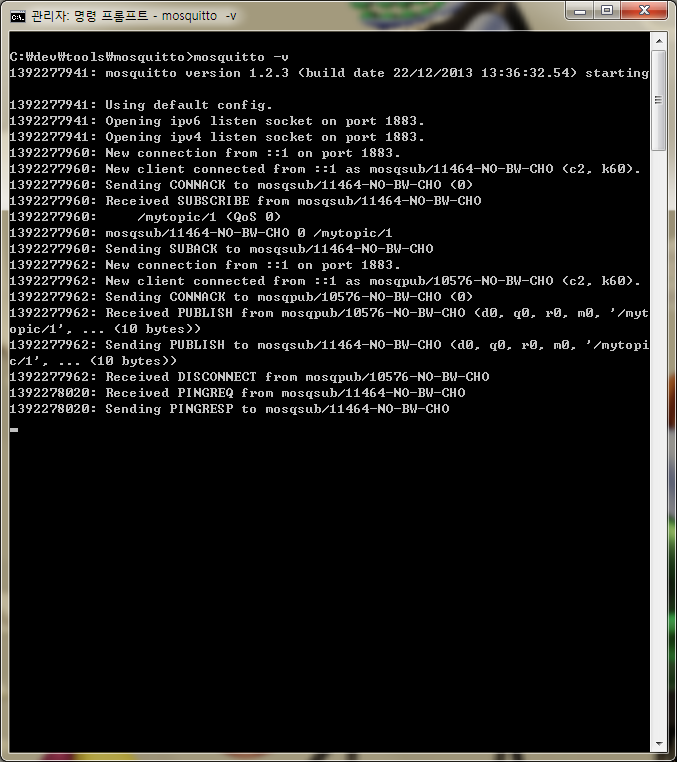 관리자: 명령 프롬프트 - mosquitto -v
C:\dev\tools\mosquitto>mosquitto -v
1392277941: mosquitto version 1.2.3 (build date 22/12/2013 13:36:32.54) starting
1392277941: Using default config.
1392277941: Opening ipv6 listen socket on port 1883.
1392277941: Opening ipv4 listen socket on port 1883.
1392277960: New connection from ::1 on port 1883.
1392277960: New client connected from ::1 as mosqsub/11464-NO-BW-CHO (c2, k60).
1392277960: Sending CONNACK to mosqsub/11464-NO-BW-CHO (0)
1392277960: Received SUBSCRIBE from mosqsub/11464-NO-BW-CHO
1392277960:     /mytopic/1 (QoS 0)
1392277960: mosqsub/11464-NO-BW-CHO 0 /mytopic/1
1392277960: Sending SUBACK to mosqsub/11464-NO-BW-CHO
1392277962: New connection from ::1 on port 1883.
1392277962: New client connected from ::1 as mosqpub/10576-NO-BW-CHO (c2, k60).
1392277962: Sending CONNACK to mosqpub/10576-NO-BW-CHO (0)
1392277962: Received PUBLISH from mosqpub/10576-NO-BW-CHO (d0, q0, r0, m0, '/myt
opic/1', ... (10 bytes))
1392277962: Sending PUBLISH to mosqsub/11464-NO-BW-CHO (d0, q0, r0, m0, '/mytopi
c/1', ... (10 bytes))
1392277962: Received DISCONNECT from mosqpub/10576-NO-BW-CHO
1392278020: Received PINGREQ from mosqsub/11464-NO-BW-CHO
1392278020: Sending PINGRESP to mosqsub/11464-NO-BW-CHO